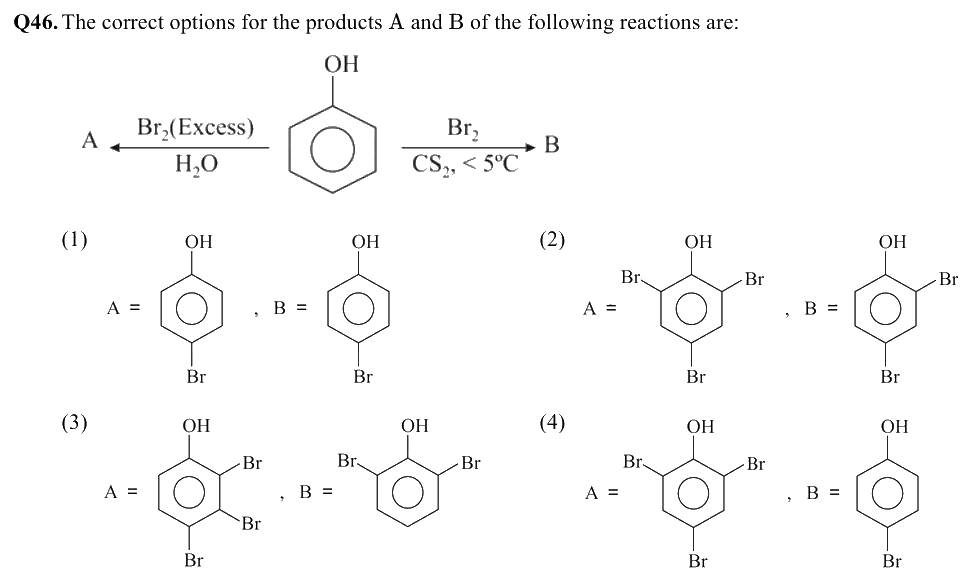 Q46. The correct options for the products A and B of the following reactions are:
OH
A Br₂(Excess) H₂O Br₂ CS₂, < 5ºC B
(1) OH OH (2) OH OH
Br Br Br
A = , B = A = , B =
Br Br Br Br
(3) OH OH (4) OH OH
Br Br Br Br Br
A = , B = A = , B =
Br
Br Br Br